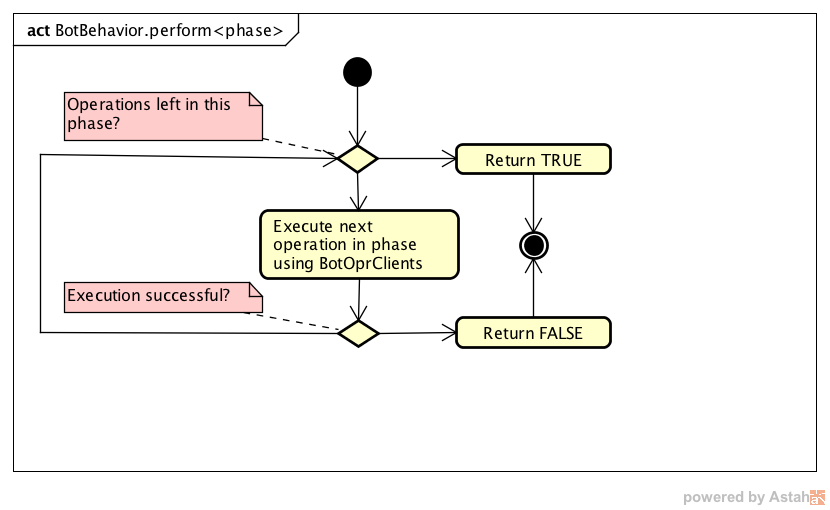 act BotBehavior.perform<phase>
Operations left in this
phase?
Return TRUE
Execute next
operation in phase
using BotOprClients
Execution successful?
Return FALSE
powered by Astah